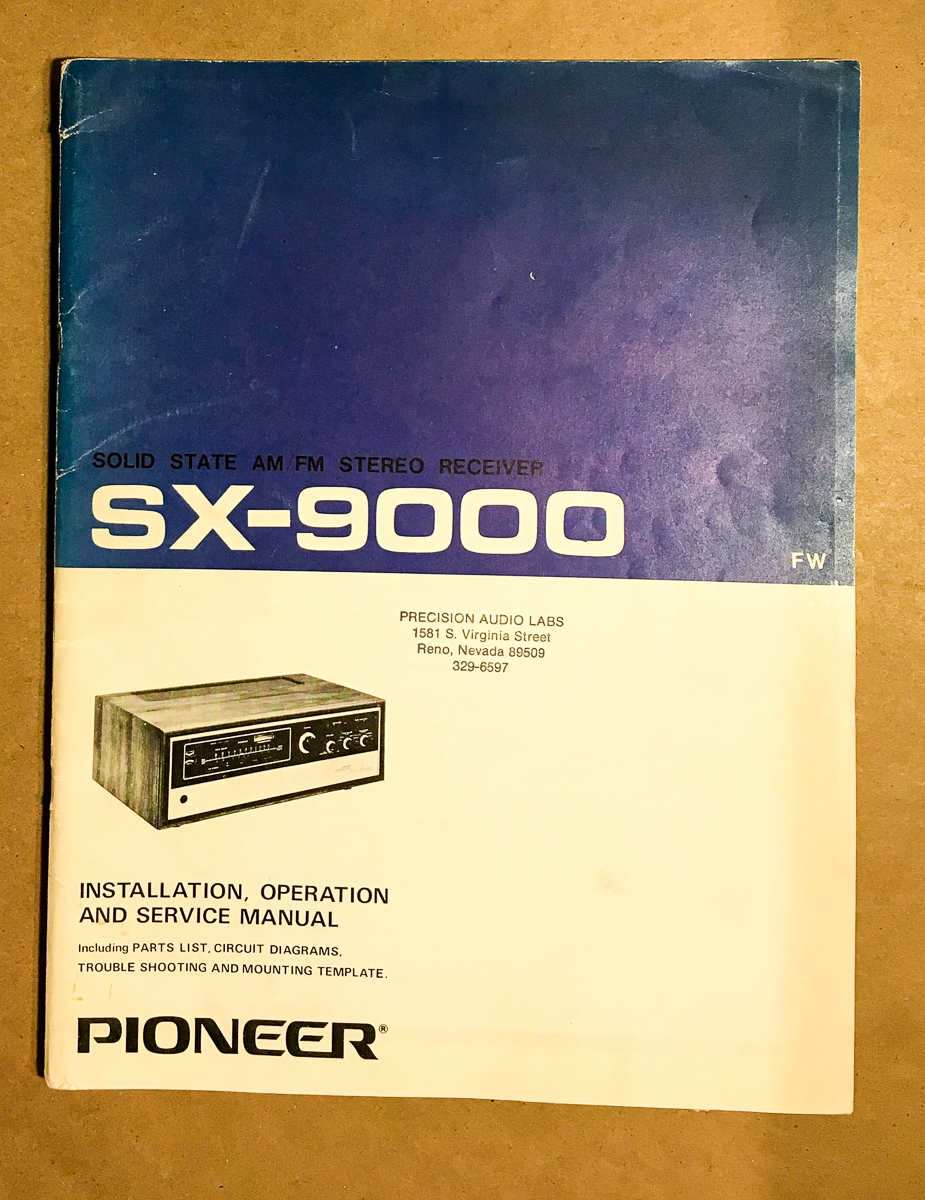 SOLID STATE AM/FM STEREO RECEIVER
SX-9000
FW
PRECISION AUDIO LABS
1581 S. Virginia Street
Reno, Nevada 89509
329-6597
INSTALLATION, OPERATION
AND SERVICE MANUAL
Including PARTS LIST, CIRCUIT DIAGRAMS,
TROUBLE SHOOTING AND MOUNTING TEMPLATE.
PIONEER®